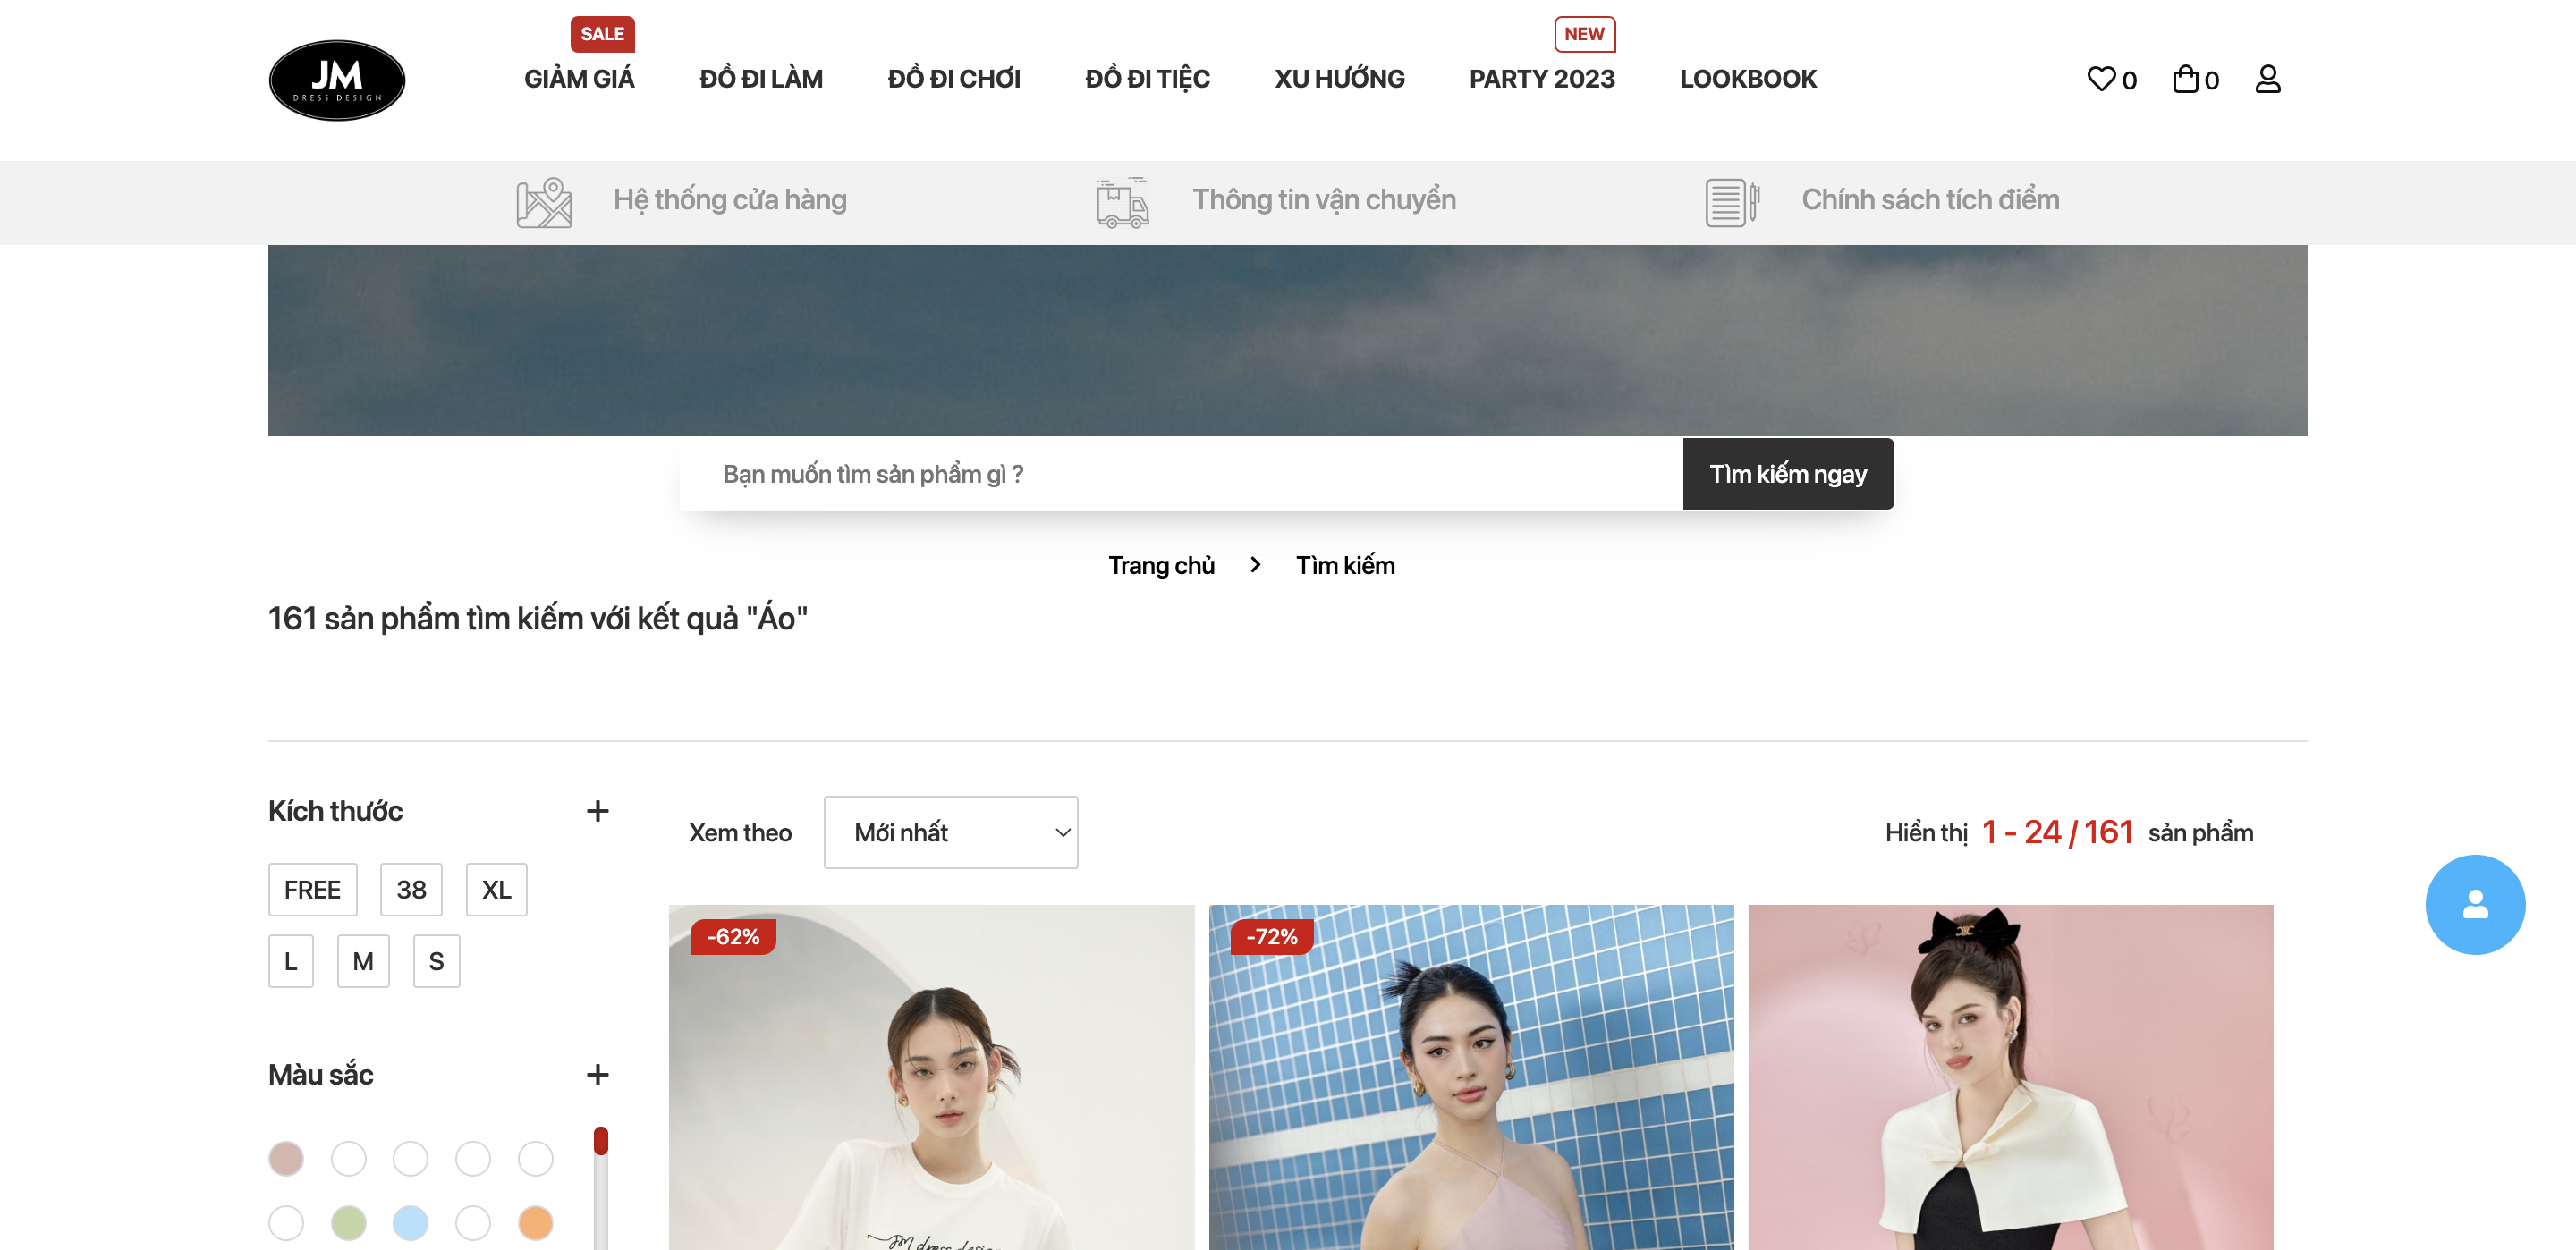 SALE
NEW
JM
DRESS DESIGN
GIẢM GIÁ
ĐỒ ĐI LÀM
ĐỒ ĐI CHƠI
ĐỒ ĐI TIỆC
XU HƯỚNG
PARTY 2023
LOOKBOOK
0
0
Hệ thống cửa hàng
Thông tin vận chuyển
Chính sách tích điểm
Bạn muốn tìm sản phẩm gì ?
Tìm kiếm ngay
Trang chủ
Tìm kiếm
161 sản phẩm tìm kiếm với kết quả "Áo"
Kích thước
Xem theo
Mới nhất
Hiển thị 1 - 24 / 161 sản phẩm
FREE
38
XL
L
M
S
Màu sắc
-62%
-72%
JM dress design